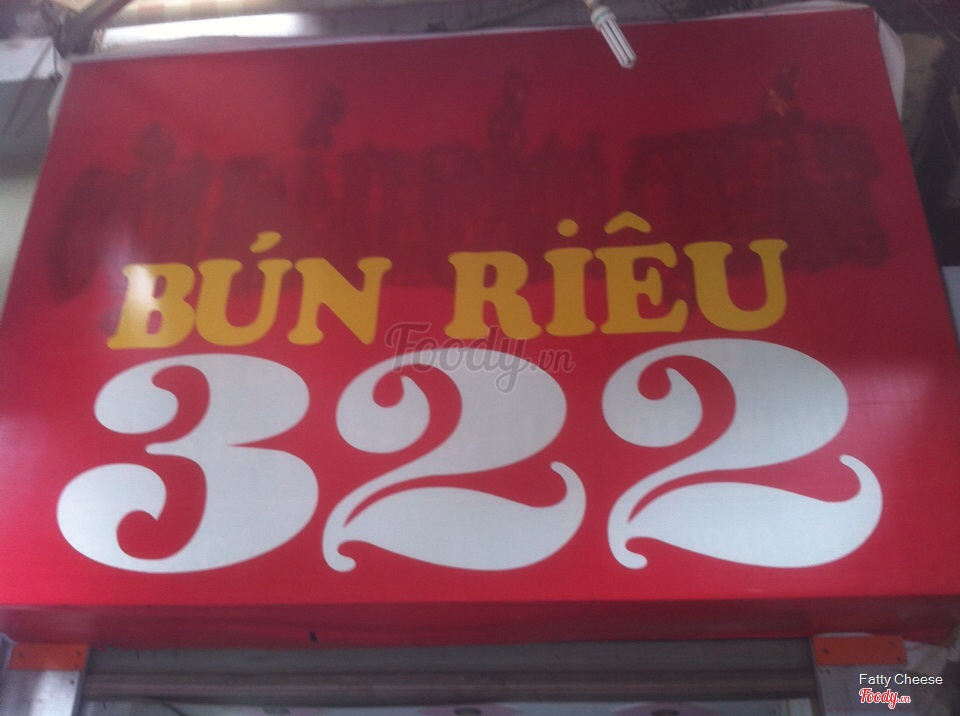 BÚN RIÊU
322
Foody.vn
Fatty Cheese
Foody.vn